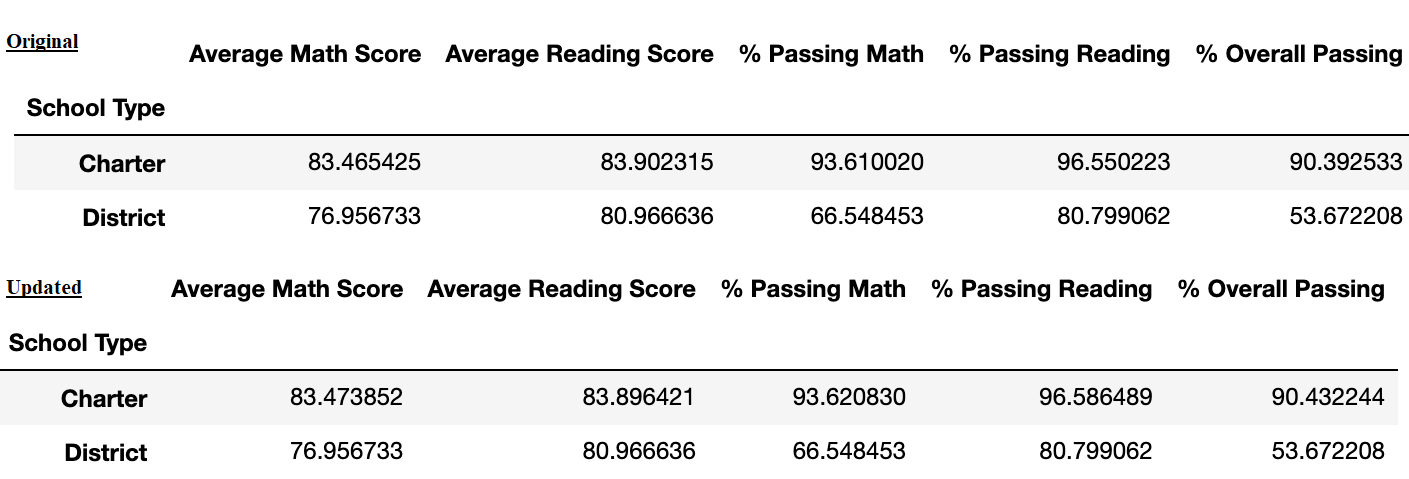 Original
Average Math Score Average Reading Score % Passing Math % Passing Reading % Overall Passing
School Type
Charter 83.465425 83.902315 93.610020 96.550223 90.392533
District 76.956733 80.966636 66.548453 80.799062 53.672208
Updated
Average Math Score Average Reading Score % Passing Math % Passing Reading % Overall Passing
School Type
Charter 83.473852 83.896421 93.620830 96.586489 90.432244
District 76.956733 80.966636 66.548453 80.799062 53.672208